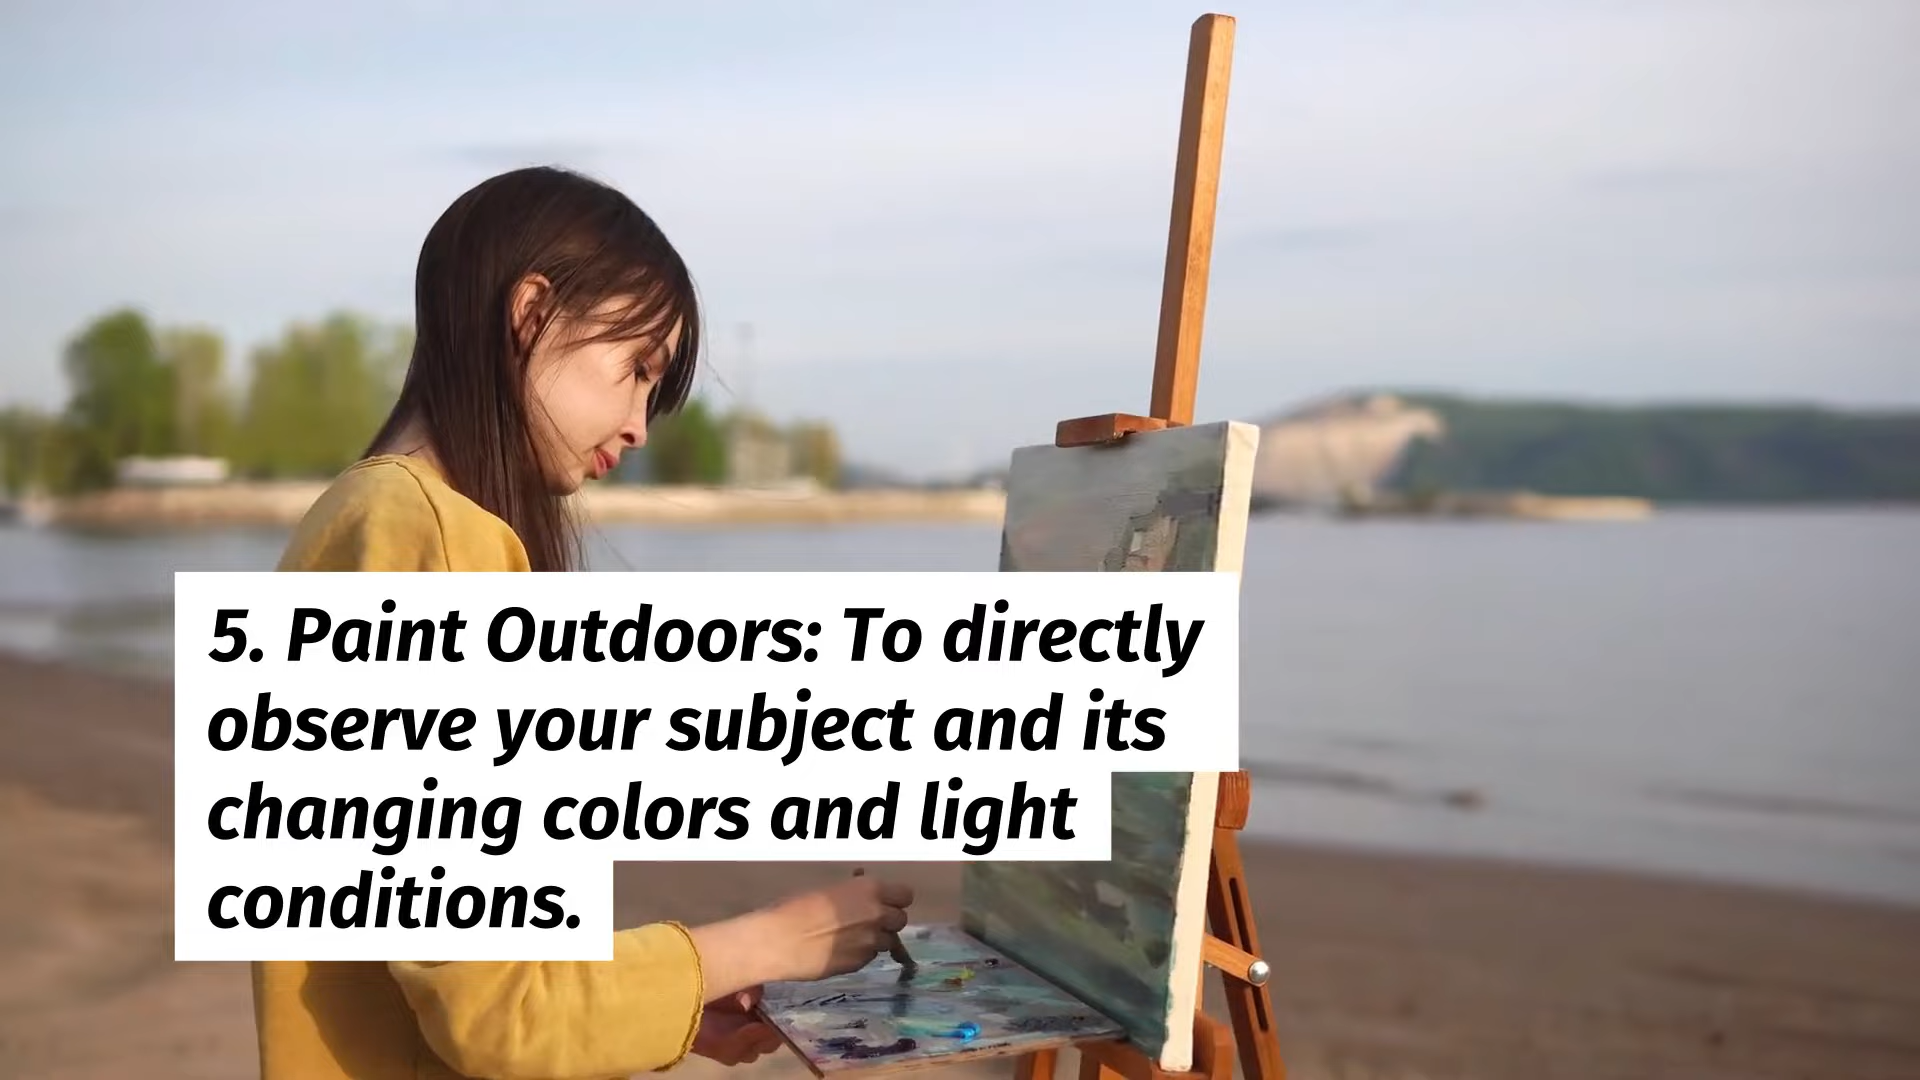 5. Paint Outdoors: To directly
observe your subject and its
changing colors and light
conditions.